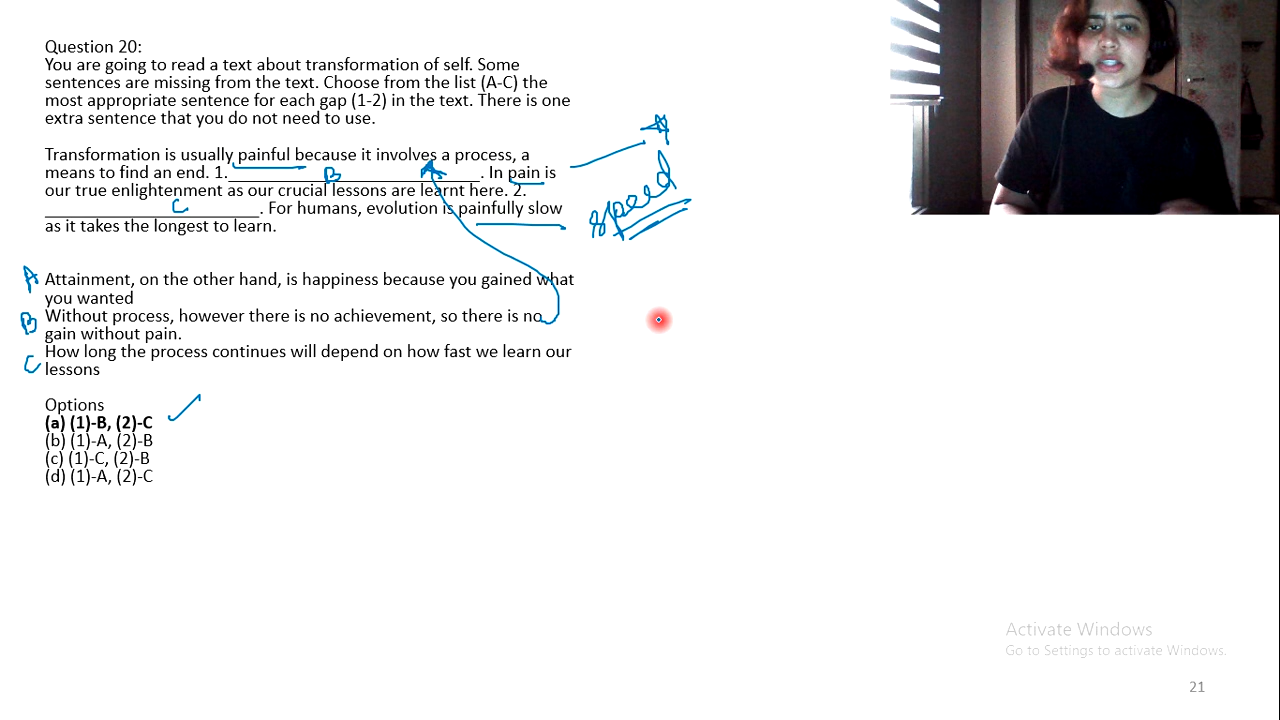 Question 20:
You are going to read a text about transformation of self. Some
sentences are missing from the text. Choose from the list (A-C) the
most appropriate sentence for each gap (1-2) in the text. There is one
extra sentence that you do not need to use.
Transformation is usually painful because it involves a process, a
means to find an end. 1. B A. In pain is
our true enlightenment as our crucial lessons are learnt here. 2.
C. For humans, evolution is painfully slow
as it takes the longest to learn.
speed
A Attainment, on the other hand, is happiness because you gained what
you wanted
B Without process, however there is no achievement, so there is no
gain without pain.
How long the process continues will depend on how fast we learn our
C lessons
Options
(a) (1)-B, (2)-C
(b) (1)-A, (2)-B
(c) (1)-C, (2)-B
(d) (1)-A, (2)-C
Activate Windows
Go to Settings to activate Windows.
21